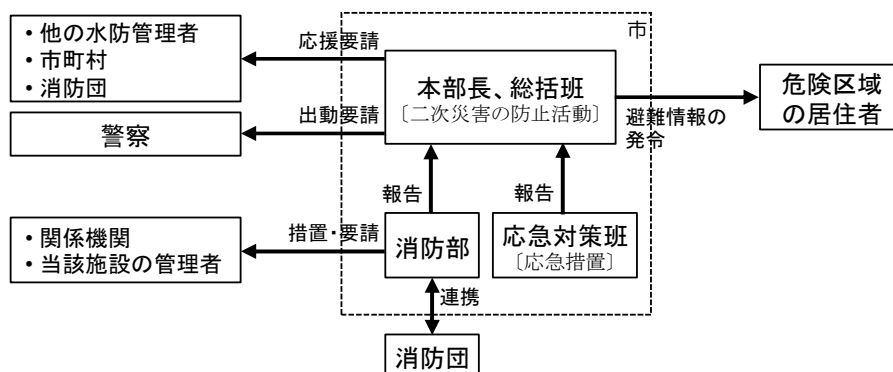 市
・他の水防管理者
・市町村
・消防団
応援要請
本部長、総括班
〔二次災害の防止活動〕
危険区域
の居住者
出動要請
警察
避難情報の
発令
報告
報告
・関係機関
・当該施設の管理者
措置・要請
消防部
応急対策班
〔応急措置〕
連携
消防団